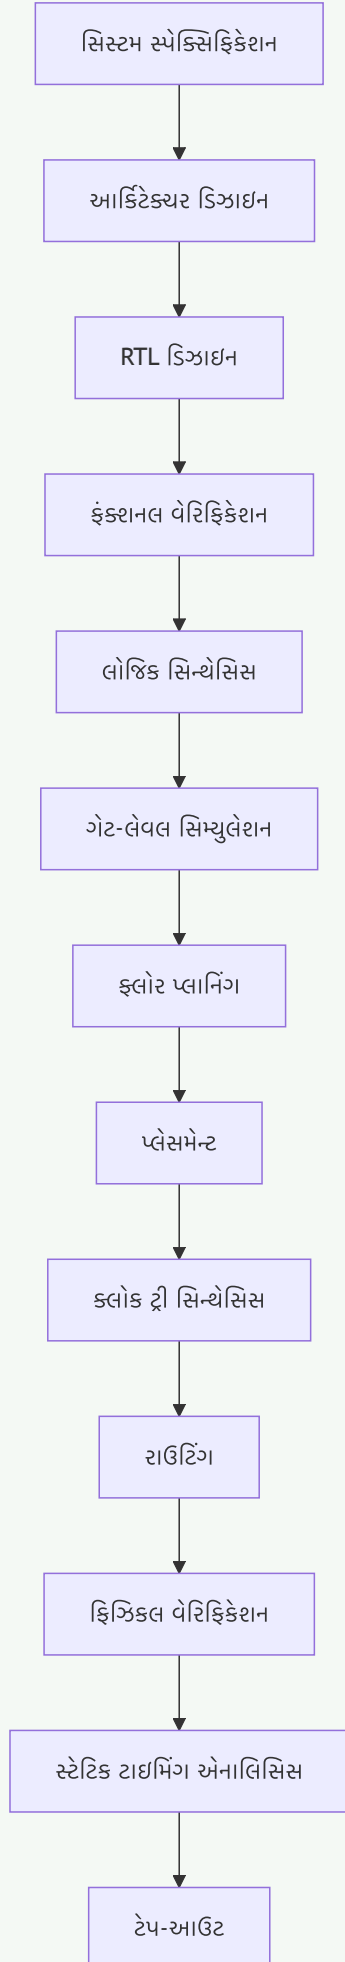 સિસ્ટમ સ્પેક્સિફિકેશન
આર્કિટેક્ચર ડિઝાઇન
RTL ડિઝાઇન
ફંક્શનલ વેરિફિકેશન
લોજિક સિન્થેસિસ
ગેટ-લેવલ સિમ્યુલેશન
ફ્લોર પ્લાનિંગ
પ્લેસમેન્ટ
ક્લોક ટ્રી સિન્થેસિસ
રાઉટિંગ
ફિઝિકલ વેરિફિકેશન
સ્ટેટિક ટાઇમિંગ એનાલિસિસ
ટેપ-આઉટ